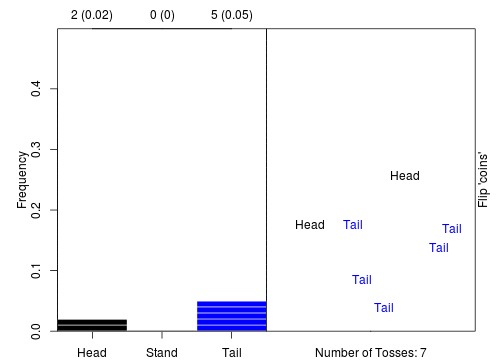 2 (0.02) 0 (0) 5 (0.05)
Frequency
0.4
0.3
0.2
0.1
0.0
Head Stand Tail
Head
Head Tail
Tail
Tail
Tail
Tail
Number of Tosses: 7
Flip 'coins'